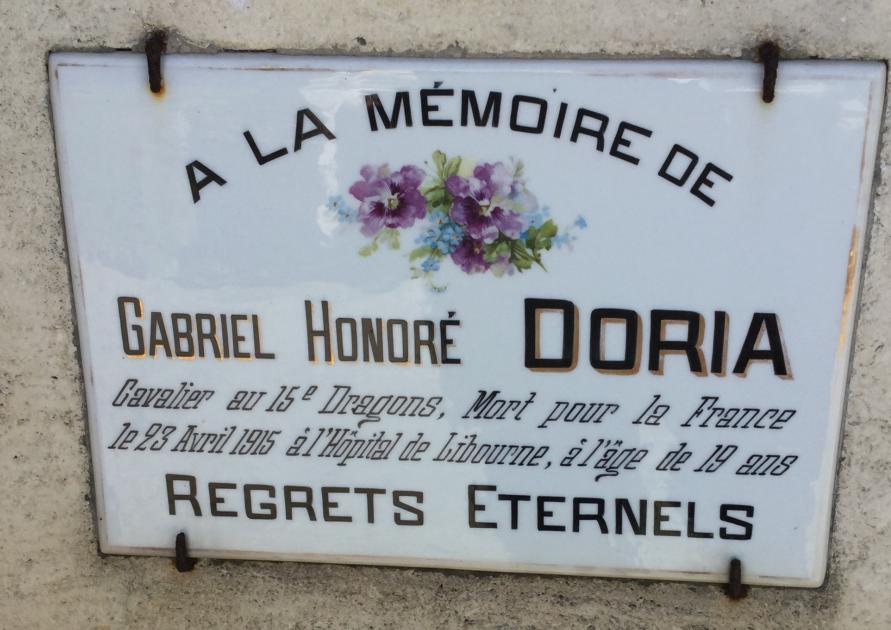 A LA MÉMOIRE DE
GABRIEL HONORÉ DORIA
Cavalier au 15e Dragons, Mort pour la France
le 23 Avril 1915 à l'Hôpital de Libourne, à l'âge de 19 ans
REGRETS ETERNELS